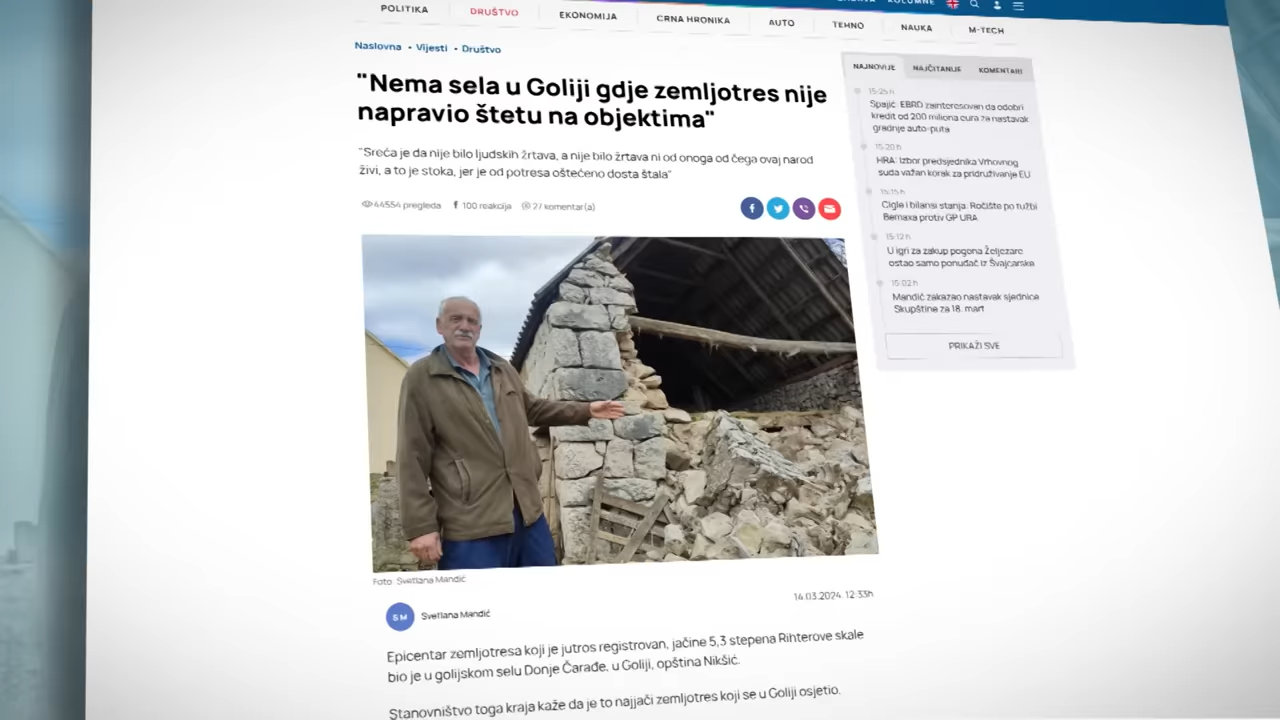 KOLUMNE
POLITIKA
DRUŠTVO
EKONOMIJA
CRNA HRONIKA
AUTO
TEHNO
NAUKA
M-TECH
Naslovna • Vijesti • Društvo
"Nema sela u Goliji gdje zemljotres nije
napravio štetu na objektima"
"Sreća je da nije bilo ljudskih žrtava, a nije bilo žrtava ni od onoga od čega ovaj narod
živi, a to je stoka, jer je od potresa oštećeno dosta štala"
44554 pregleda
100 reakcija
27 komentar(a)
Foto: Svetlana Mandić
SM
Svetlana Mandić
14.03.2024. 12:33h
Epicentar zemljotresa koji je jutros registrovan, jačine 5,3 stepena Rihterove skale
bio je u golijskom selu Donje Čarađe, u Goliji, opština Nikšić.
Stanovništvo toga kraja kaže da je to najjači zemljotres koji se u Goliji osjetio.
NAJNOVIJE
NAJČITANIJE
KOMENTARI
15:25 h
Spajić: EBRD zainteresovan da odobri
kredit od 200 miliona eura za nastavak
gradnje auto-puta
15:20 h
HRA: Izbor predsjednika Vrhovnog
suda važan korak za pridruživanje EU
15:15 h
Cigle i bilansi stanja: Ročište po tužbi
Bemaxa protiv GP URA
15:12 h
U igri za zakup pogona Željezare
ostao samo ponuđač iz Švajcarske
15:02 h
Mandić zakazao nastavak sjednice
Skupštine za 18. mart
PRIKAŽI SVE